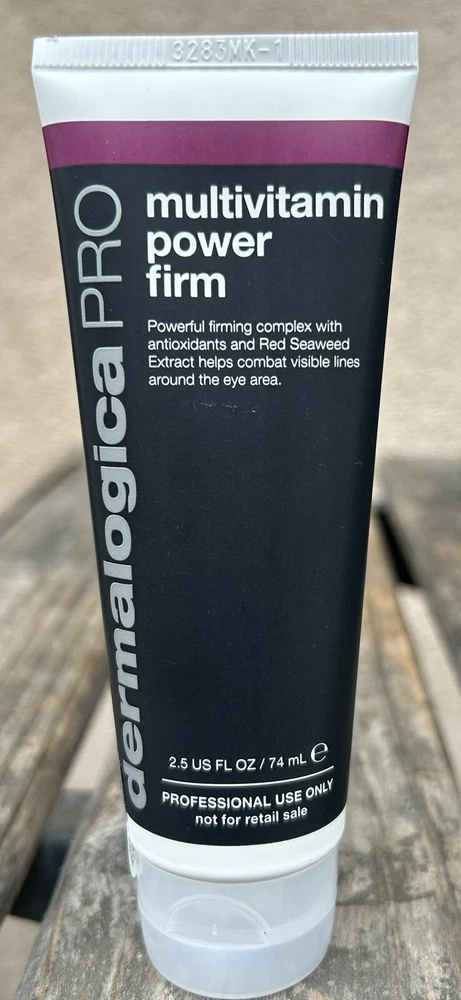 3283MK-1
dermalogica PRO
multivitamin
power
firm
Powerful firming complex with
antioxidants and Red Seaweed
Extract helps combat visible lines
around the eye area.
2.5 US FL OZ / 74 mL ℮
PROFESSIONAL USE ONLY
not for retail sale